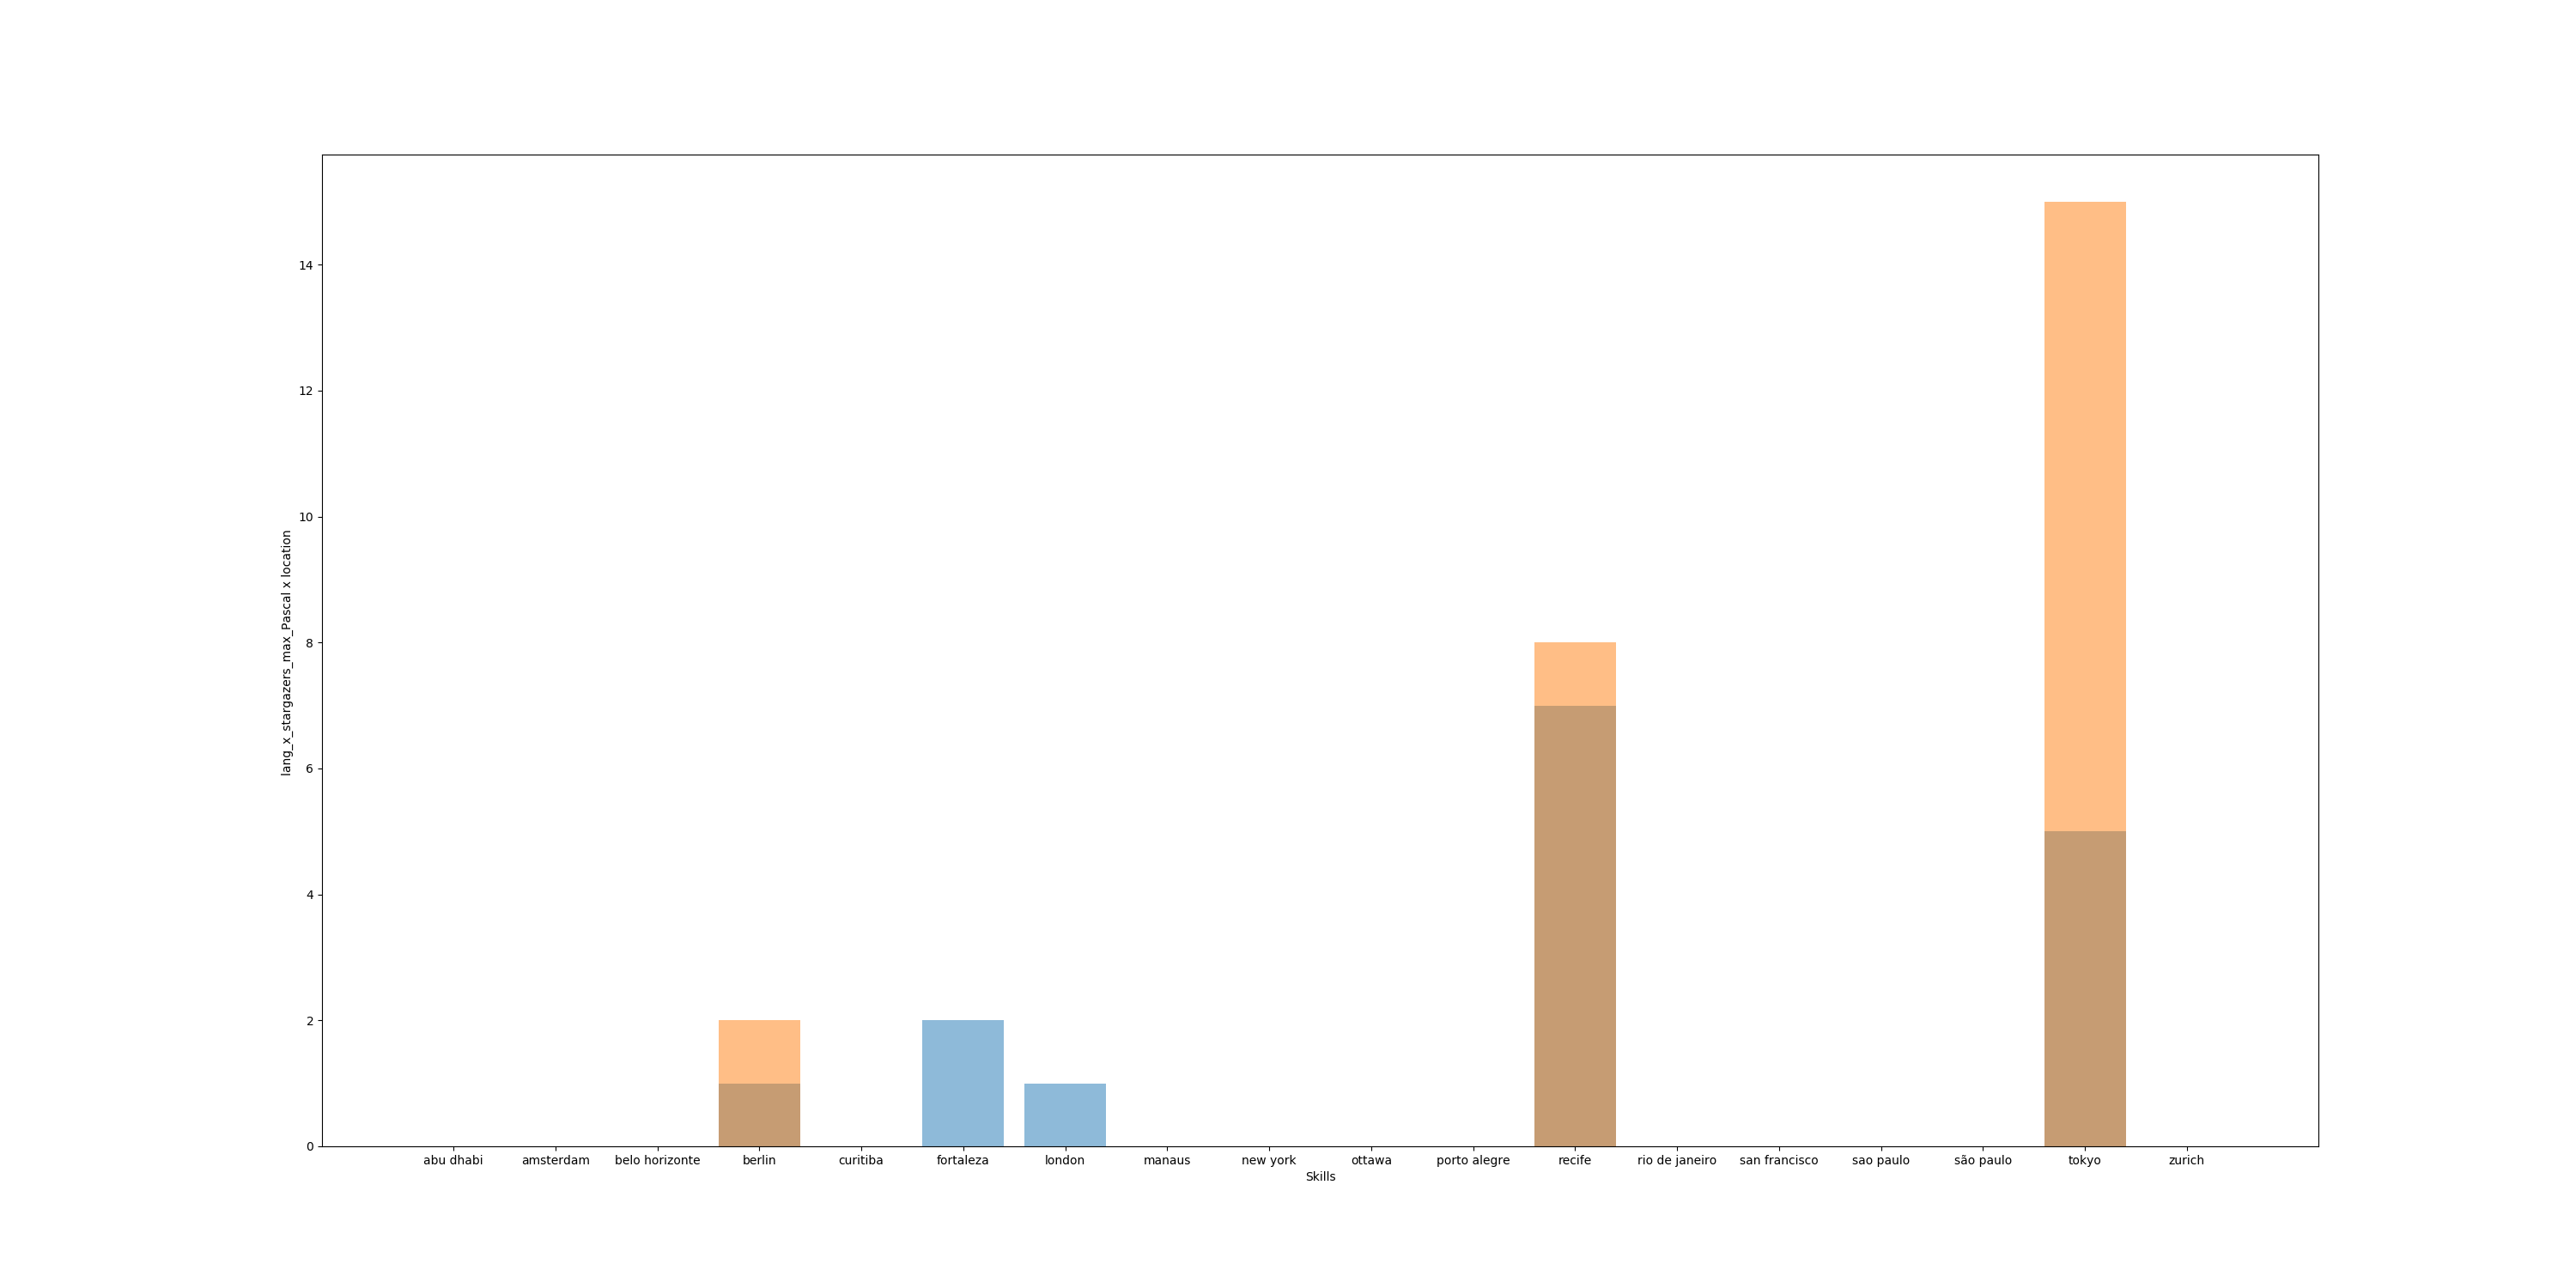 lang_x_stargazers_max_Pascal x location
14
12
10
8
6
4
2
0
abu dhabi amsterdam belo horizonte berlin curitiba fortaleza london manaus new york ottawa porto alegre recife rio de janeiro san francisco sao paulo são paulo tokyo zurich
Skills